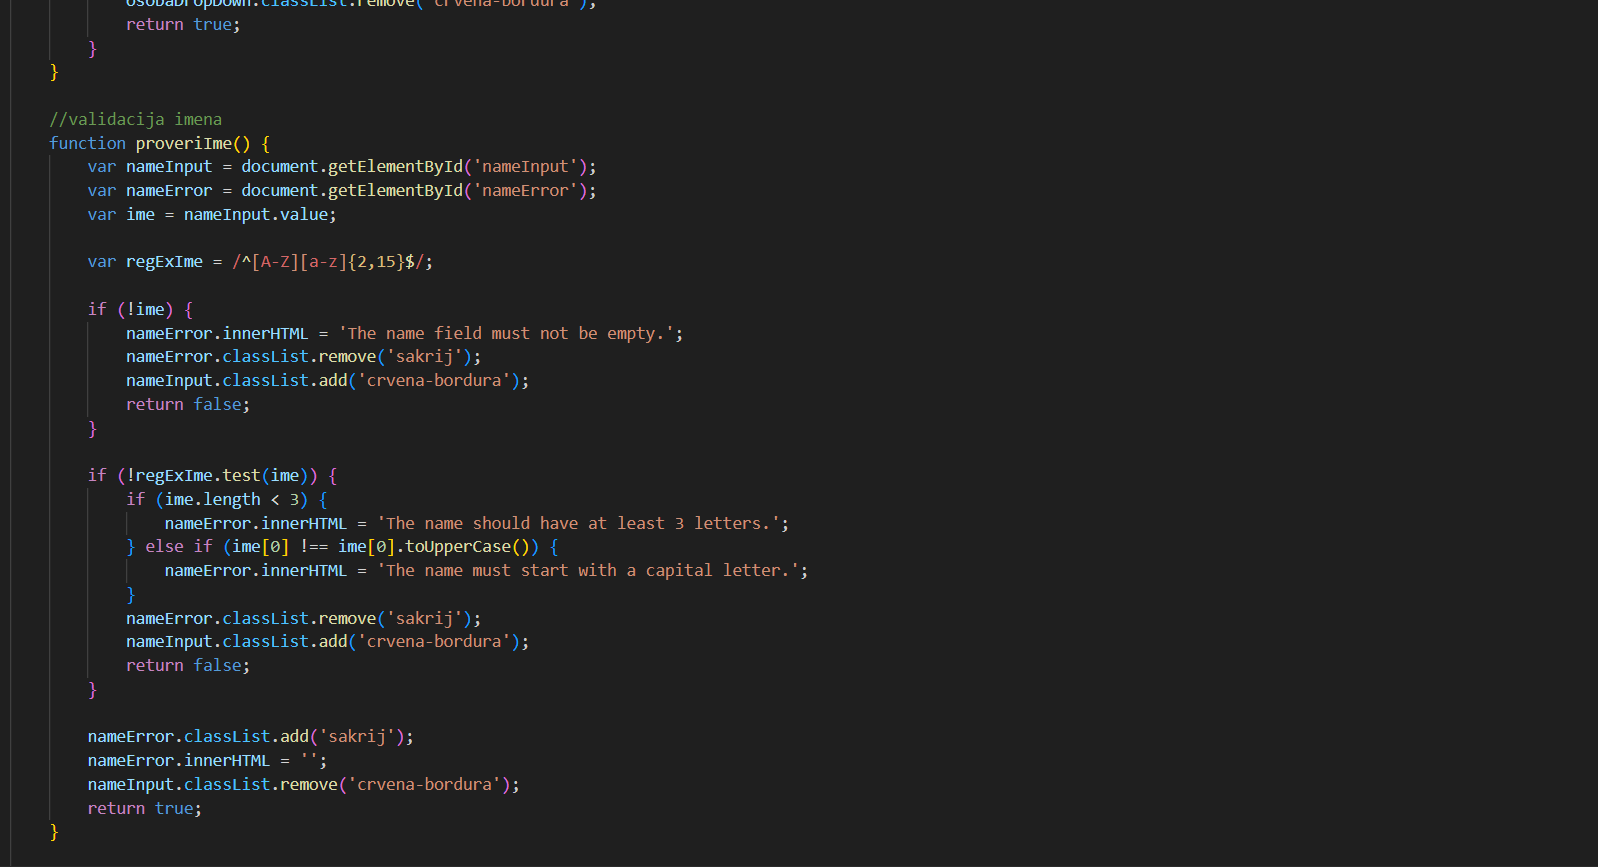 osobaDropDown.classList.remove('crvena-bordura');
return true;
}
}
//validacija imena
function proveriIme() {
var nameInput = document.getElementById('nameInput');
var nameError = document.getElementById('nameError');
var ime = nameInput.value;
var regExIme = /^[A-Z][a-z]{2,15}$/;
if (!ime) {
nameError.innerHTML = 'The name field must not be empty.';
nameError.classList.remove('sakrij');
nameInput.classList.add('crvena-bordura');
return false;
}
if (!regExIme.test(ime)) {
if (ime.length < 3) {
nameError.innerHTML = 'The name should have at least 3 letters.';
} else if (ime[0] !== ime[0].toUpperCase()) {
nameError.innerHTML = 'The name must start with a capital letter.';
}
nameError.classList.remove('sakrij');
nameInput.classList.add('crvena-bordura');
return false;
}
nameError.classList.add('sakrij');
nameError.innerHTML = '';
nameInput.classList.remove('crvena-bordura');
return true;
}